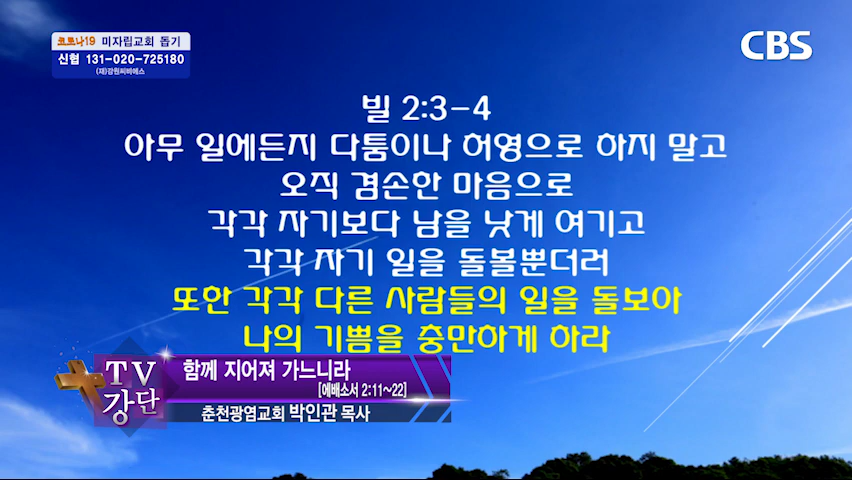 코로나19 미자립교회 돕기
신협 131-020-725180
(재)강원씨비에스
CBS
빌 2:3-4
아무 일에든지 다툼이나 허영으로 하지 말고
오직 겸손한 마음으로
각각 자기보다 남을 낫게 여기고
각각 자기 일을 돌볼뿐더러
또한 각각 다른 사람들의 일을 돌보아
나의 기쁨을 충만하게 하라
TV
강단
함께 지어져 가느니라
[에배소서 2:11~22]
춘천광염교회 박인관 목사